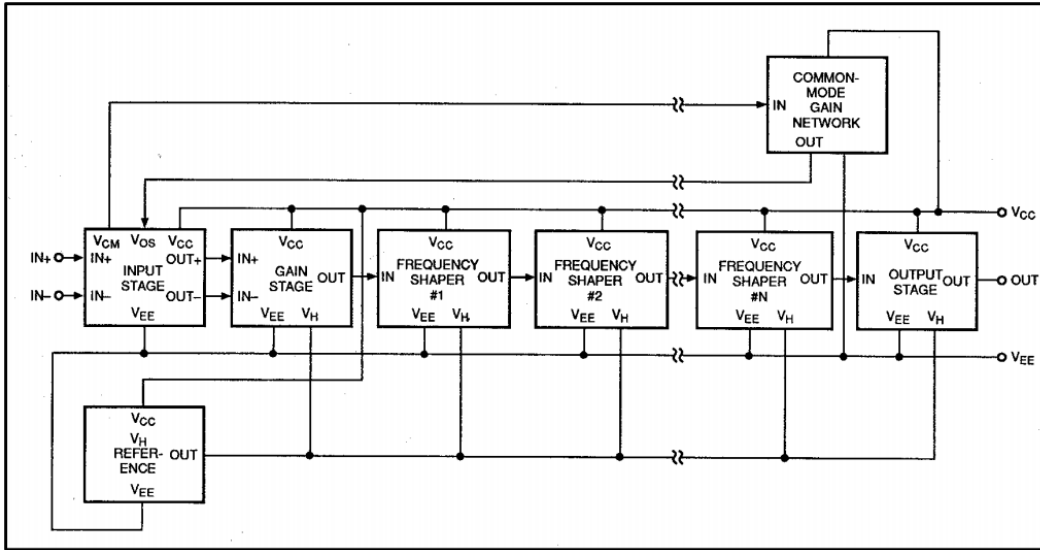 COMMON-
MODE
GAIN
NETWORK
IN
OUT
VCC
VCM VOS VCC
IN+
IN+ OUT+
INPUT
STAGE
IN−
IN− OUT−
VEE
VCC
IN+
GAIN
STAGE
OUT
IN−
VEE VH
VCC
FREQUENCY
IN SHAPER OUT
#1
VEE VH
VCC
FREQUENCY
IN SHAPER OUT
#2
VEE VH
VCC
FREQUENCY
IN SHAPER OUT
#N
VEE VH
VCC
IN OUTPUT OUT
STAGE
VEE VH
OUT
VEE
VCC
VH
REFER-
ENCE
OUT
VEE